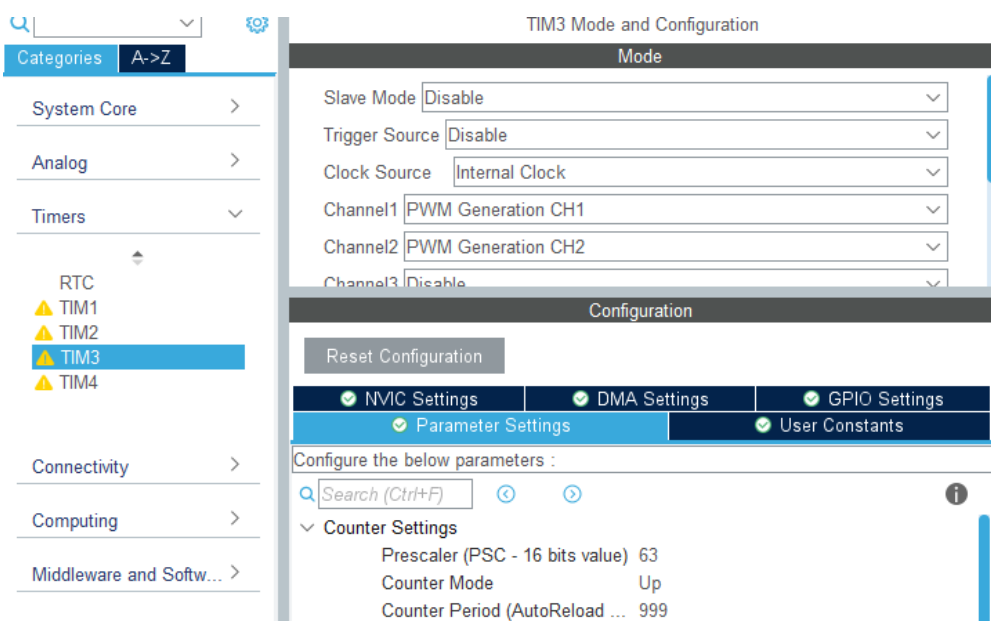 TIM3 Mode and Configuration
Categories
A->Z
Mode
System Core
Analog
Timers
RTC
TIM1
TIM2
TIM3
TIM4
Connectivity
Computing
Middleware and Softw...
Slave Mode Disable
Trigger Source Disable
Clock Source Internal Clock
Channel1 PWM Generation CH1
Channel2 PWM Generation CH2
Channel3 Disable
Configuration
Reset Configuration
NVIC Settings
DMA Settings
GPIO Settings
Parameter Settings
User Constants
Configure the below parameters :
Search (Ctrl+F)
Counter Settings
Prescaler (PSC - 16 bits value) 63
Counter Mode Up
Counter Period (AutoReload ... 999